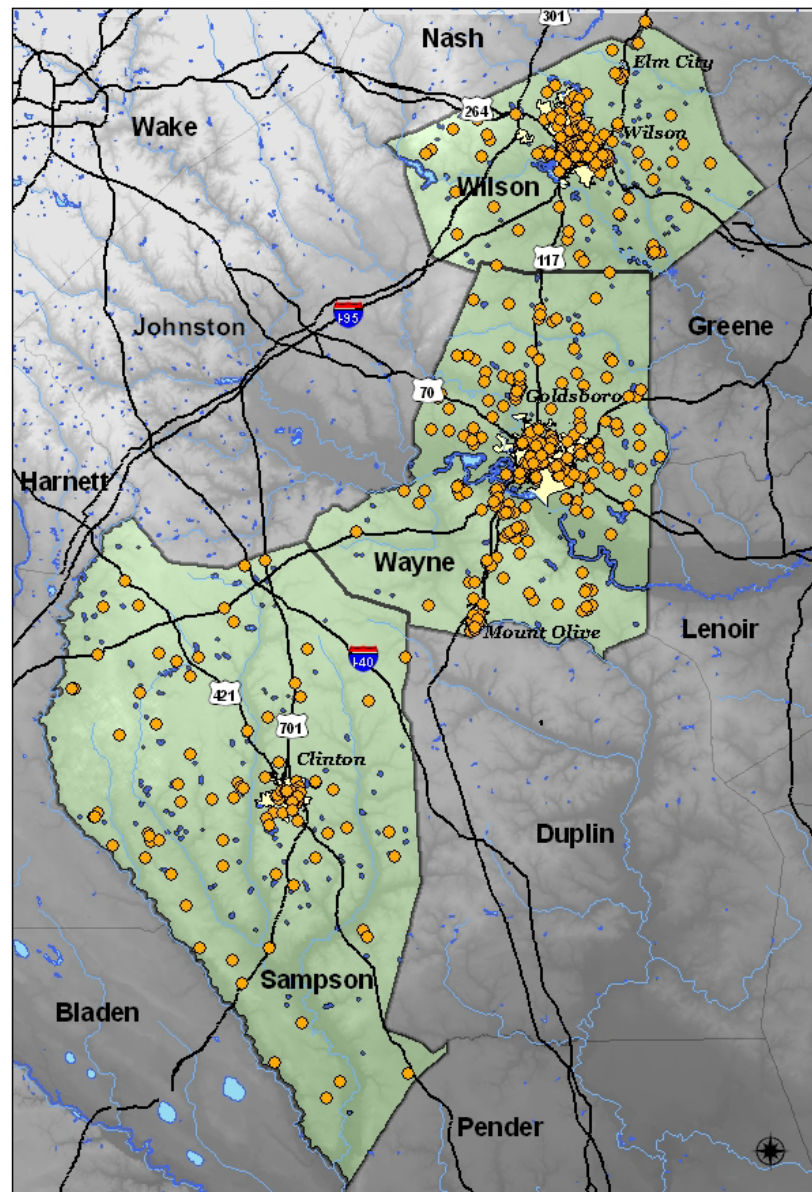 301
Nash
Elm City
264
Wake
Wilson
Wilson
117
I-95
Johnston
Greene
70
Goldsboro
Harnett
Wayne
Mount Olive
Lenoir
I-40
421
701
Clinton
Duplin
Sampson
Bladen
Pender